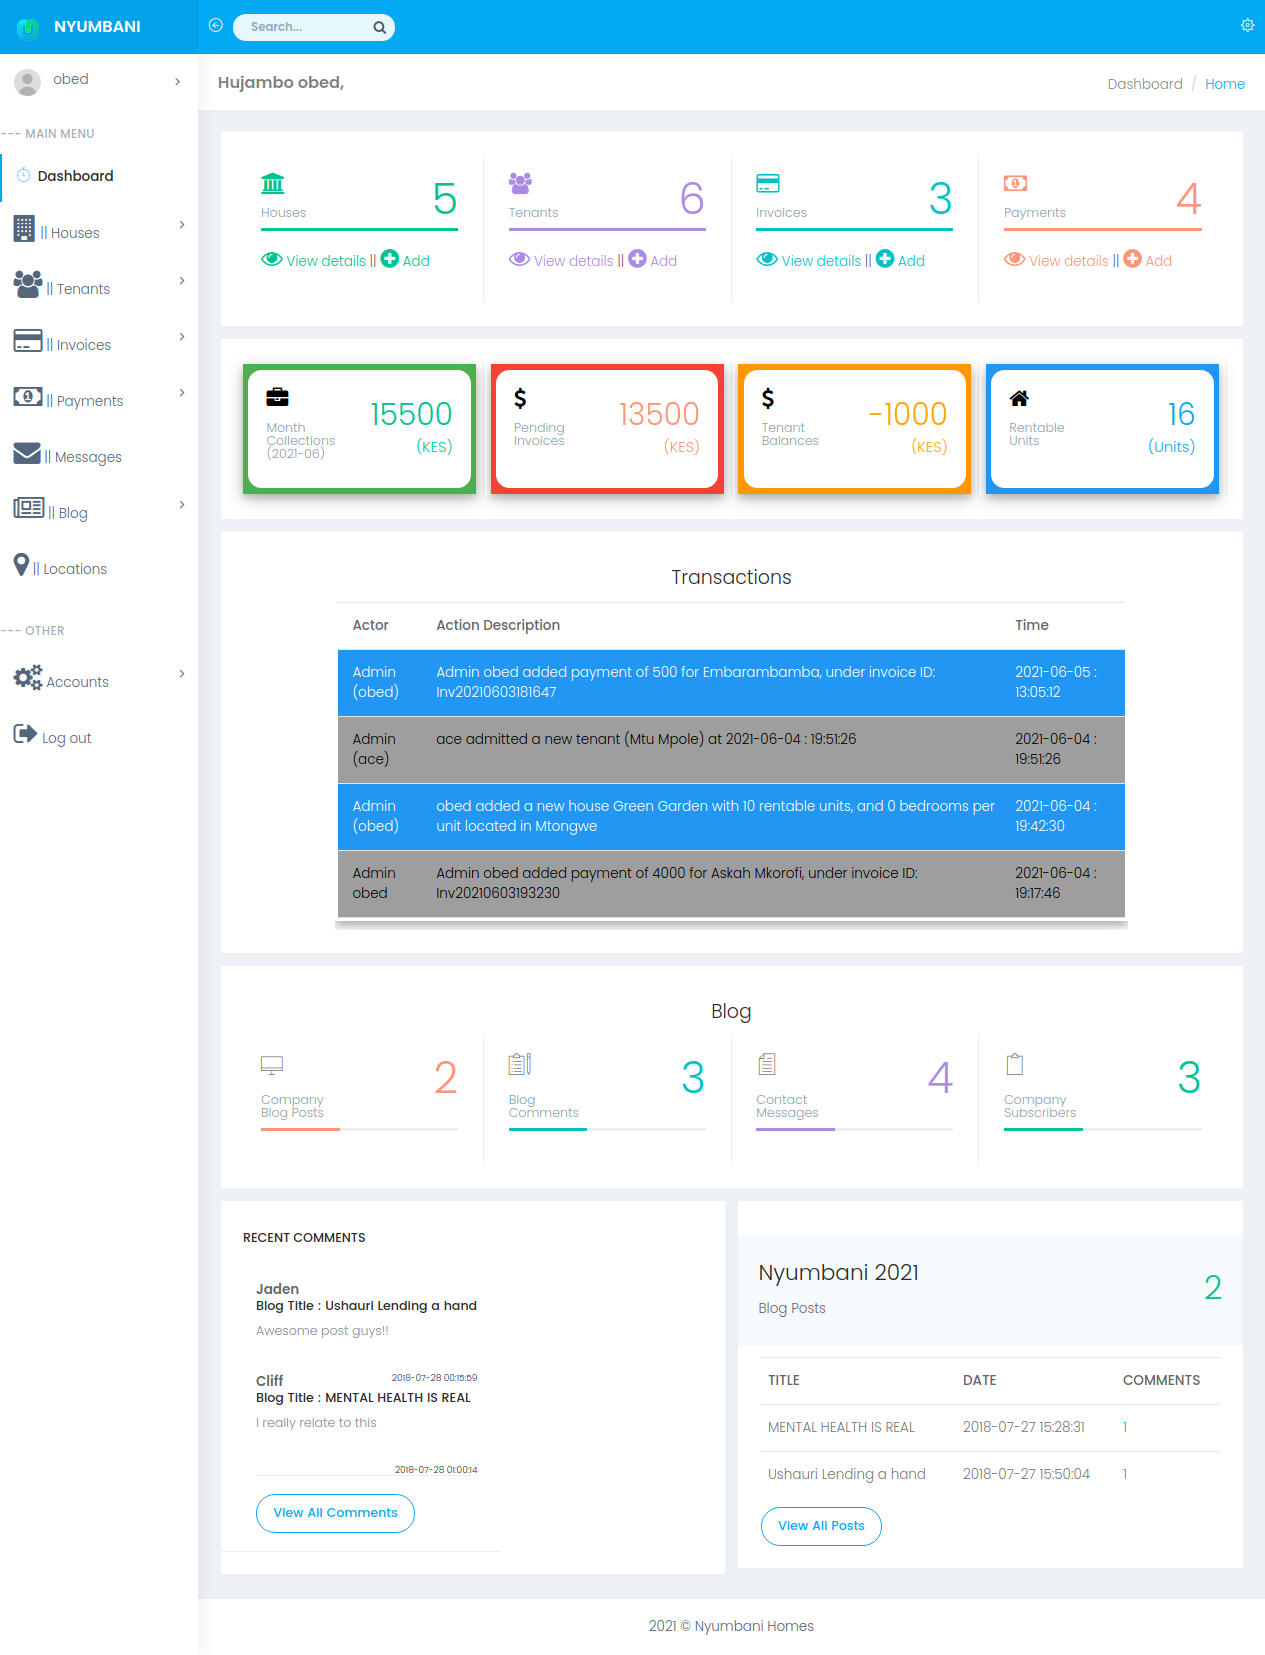 NYUMBANI
Search...
obed
Hujambo obed,
Dashboard / Home
--- MAIN MENU
Dashboard
|| Houses
|| Tenants
|| Invoices
|| Payments
|| Messages
|| Blog
|| Locations
--- OTHER
Accounts
Log out
5
Houses
View details || Add
6
Tenants
View details || Add
3
Invoices
View details || Add
4
Payments
View details || Add
15500
Month
Collections
(2021-06)
(KES)
13500
Pending
Invoices
(KES)
-1000
Tenant
Balances
(KES)
16
Rentable
Units
(Units)
Transactions
Actor Action Description Time
Admin Admin obed added payment of 500 for Embarambamba, under invoice ID: 2021-06-05 :
(obed) Inv20210603181647 13:05:12
Admin ace admitted a new tenant (Mtu Mpole) at 2021-06-04 : 19:51:26 2021-06-04 :
(ace) 19:51:26
Admin obed added a new house Green Garden with 10 rentable units, and 0 bedrooms per 2021-06-04 :
(obed) unit located in Mtongwe 19:42:30
Admin Admin obed added payment of 4000 for Askah Mkorofi, under invoice ID: 2021-06-04 :
obed Inv20210603193230 19:17:46
Blog
2
Company
Blog Posts
3
Blog
Comments
4
Contact
Messages
3
Company
Subscribers
RECENT COMMENTS
Jaden
Blog Title : Ushauri Lending a hand
Awesome post guys!!
2018-07-28 00:15:59
Cliff
Blog Title : MENTAL HEALTH IS REAL
I really relate to this
2018-07-28 01:00:14
View All Comments
Nyumbani 2021
Blog Posts
2
TITLE DATE COMMENTS
MENTAL HEALTH IS REAL 2018-07-27 15:28:31 1
Ushauri Lending a hand 2018-07-27 15:50:04 1
View All Posts
2021 © Nyumbani Homes